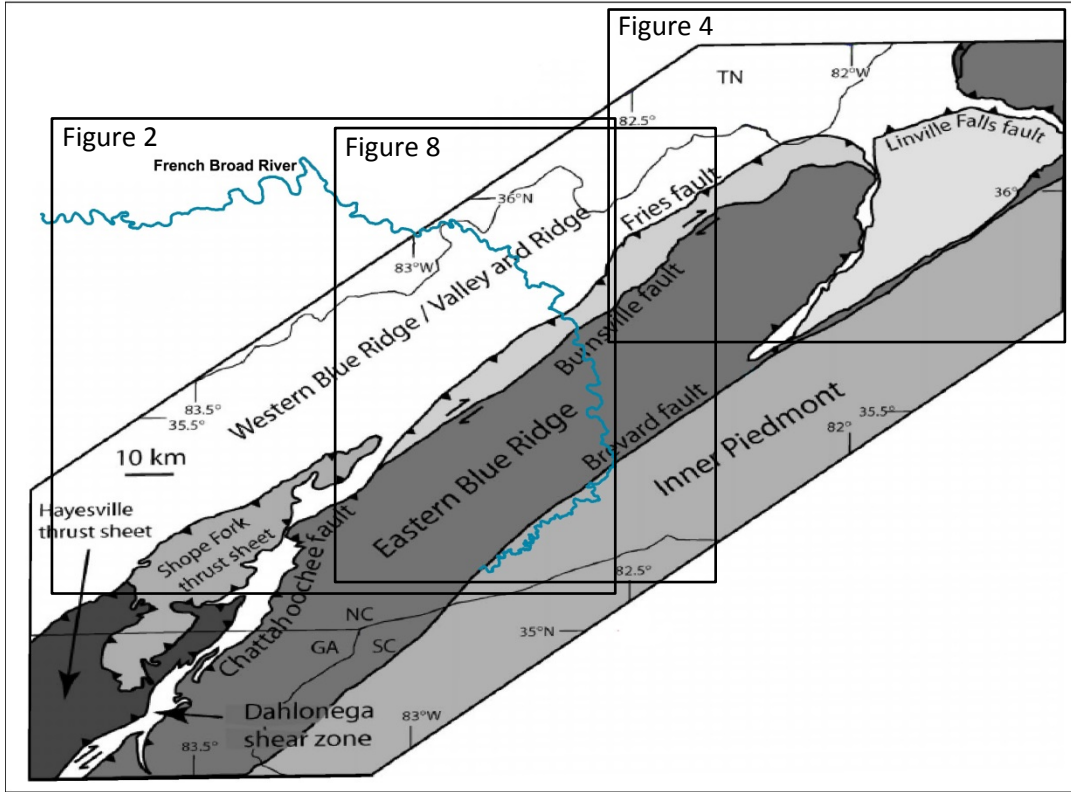 Figure 4
TN
82°W
82.5°
Linville Falls fault
Figure 2
Figure 8
French Broad River
36°N
36°N
Fries fault
83°W
Western Blue Ridge / Valley and Ridge
Burnsville fault
83.5°
35.5°
35.5°
82°
10 km
Brevard fault
Inner Piedmont
Eastern Blue Ridge
Hayesville
thrust sheet
Shope Fork
thrust sheet
Chattahoochee fault
82.5°
NC
GA
SC
35°N
Dahlonega
shear zone
83°W
83.5°